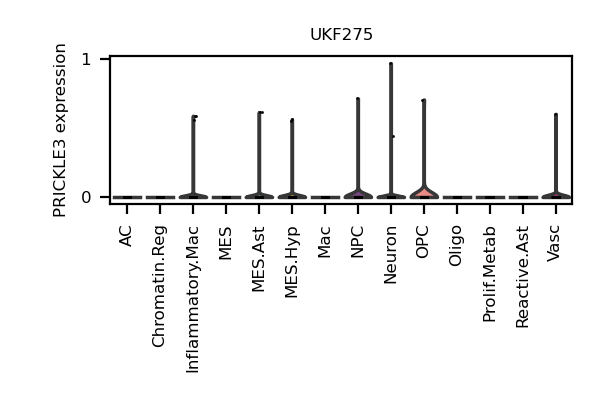 UKF275
PRICKLE3 expression
1
0
AC
Chromatin.Reg
Inflammatory.Mac
MES
MES.Ast
MES.Hyp
Mac
NPC
Neuron
OPC
Oligo
Prolif.Metab
Reactive.Ast
Vasc